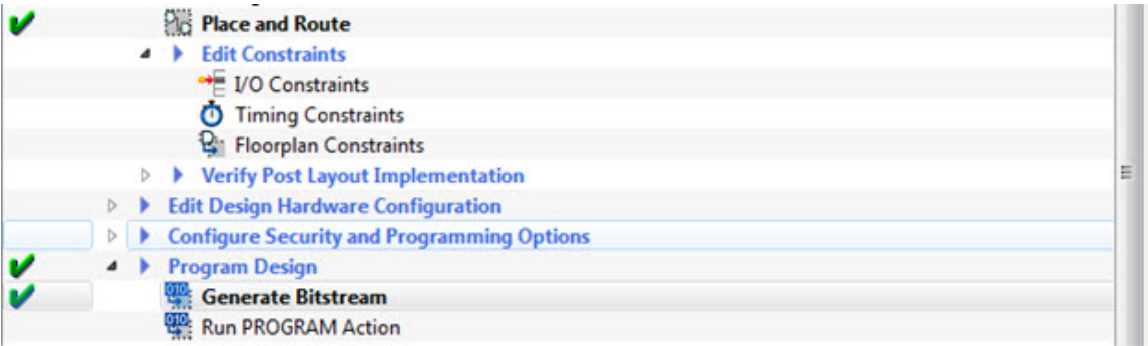 Place and Route
Edit Constraints
I/O Constraints
Timing Constraints
Floorplan Constraints
Verify Post Layout Implementation
Edit Design Hardware Configuration
Configure Security and Programming Options
Program Design
Generate Bitstream
Run PROGRAM Action